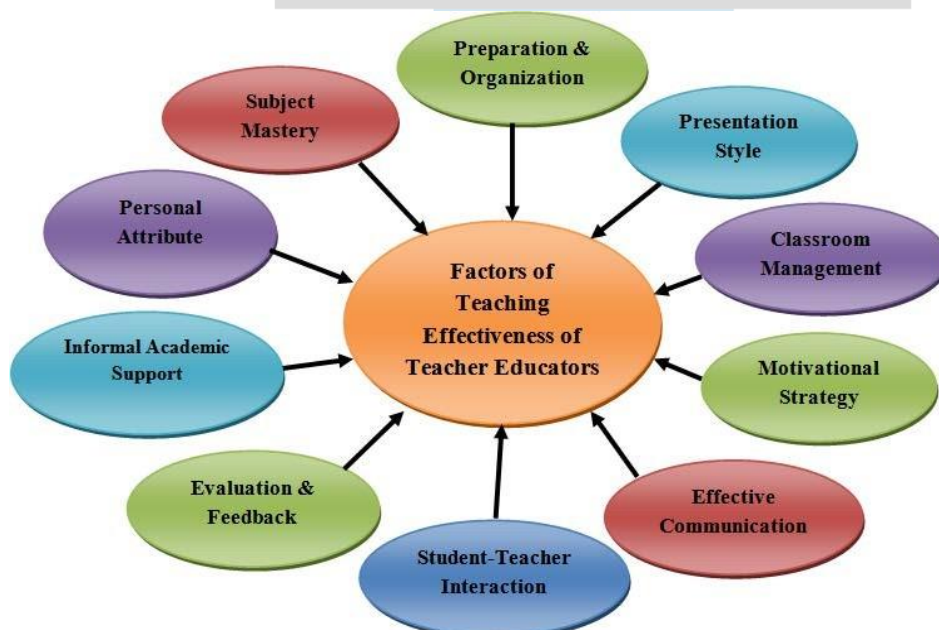 Preparation &
Organization
Subject
Mastery
Presentation
Style
Personal
Attribute
Classroom
Management
Factors of
Teaching
Effectiveness of
Teacher Educators
Informal Academic
Support
Motivational
Strategy
Evaluation &
Feedback
Effective
Communication
Student-Teacher
Interaction